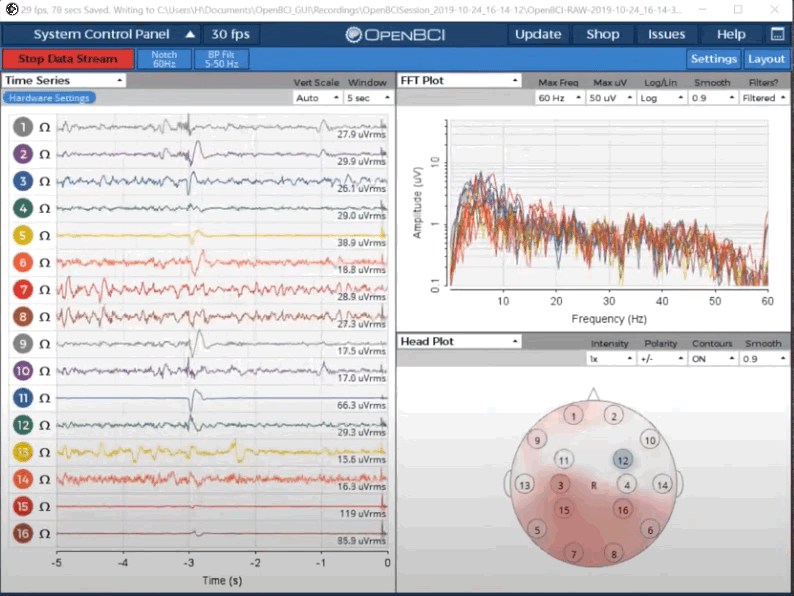 29 fps, 78 secs Saved, Writing to C:\Users\H\Documents\OpenBCI_GUI\Recordings\OpenBCISession_2019-10-24_16-14-12\OpenBCI-RAW-2019-10-24_16-14-3...
System Control Panel 30 fps OPENBCI Update Shop Issues Help
Stop Data Stream Notch 60Hz BP Filt 5-50 Hz Settings Layout
Time Series Vert Scale Window
Hardware Settings Auto 5 sec
1 Ω 27.9 uVrms
2 Ω 29.9 uVrms
3 Ω 26.1 uVrms
4 Ω 29.0 uVrms
5 Ω 38.9 uVrms
6 Ω 18.8 uVrms
7 Ω 28.9 uVrms
8 Ω 27.3 uVrms
9 Ω 17.5 uVrms
10 Ω 17.0 uVrms
11 Ω 66.3 uVrms
12 Ω 29.3 uVrms
13 Ω 15.6 uVrms
14 Ω 16.3 uVrms
15 Ω 119 uVrms
16 Ω 85.9 uVrms
-5 -4 -3 -2 -1 0
Time (s)
FFT Plot Max Freq Max uV Log/Lin Smooth Filters?
60 Hz 50 uV Log 0.9 Filtered
Amplitude (uV)
10
1
0.1
10 20 30 40 50 60
Frequency (Hz)
Head Plot Intensity Polarity Contours Smooth
1x +/- ON 0.9
1 2
9 10
11 12
13 3 R 4 14
15 16
5 6
7 8